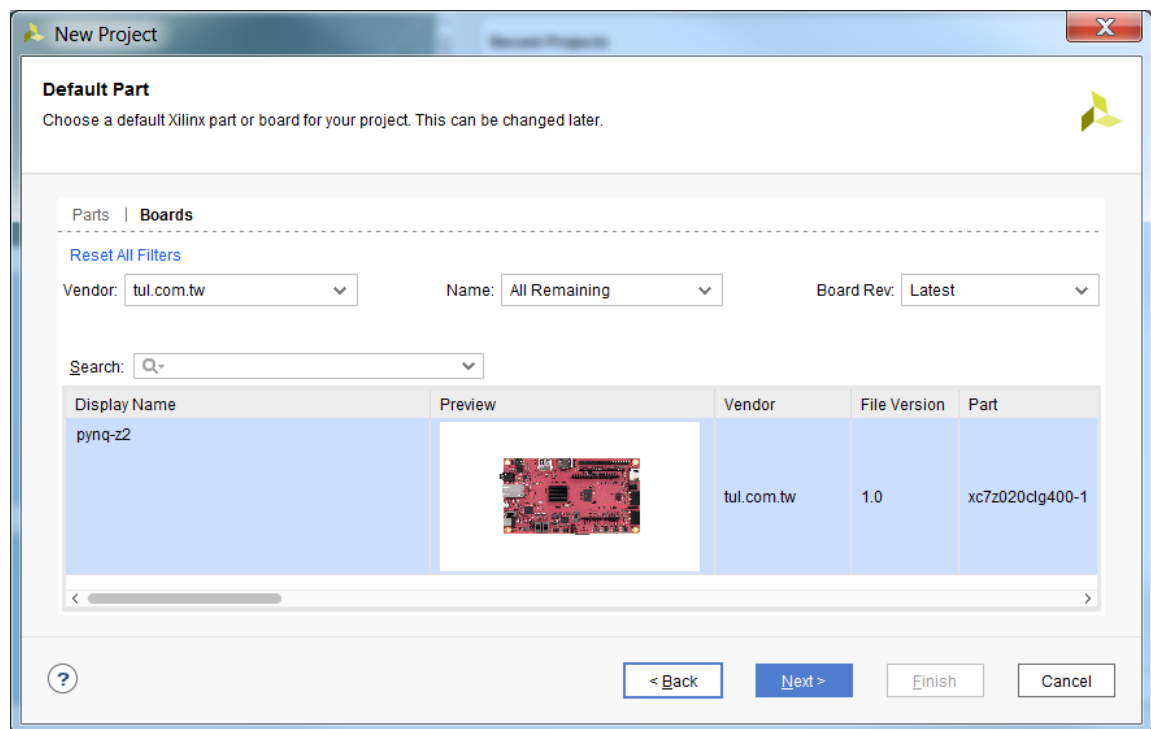 New Project
Recent Projects
Default Part
Choose a default Xilinx part or board for your project. This can be changed later.
Parts | Boards
Reset All Filters
Vendor: tul.com.tw Name: All Remaining Board Rev: Latest
Search:
Display Name Preview Vendor File Version Part
pynq-z2 tul.com.tw 1.0 xc7z020clg400-1
? < Back Next > Finish Cancel